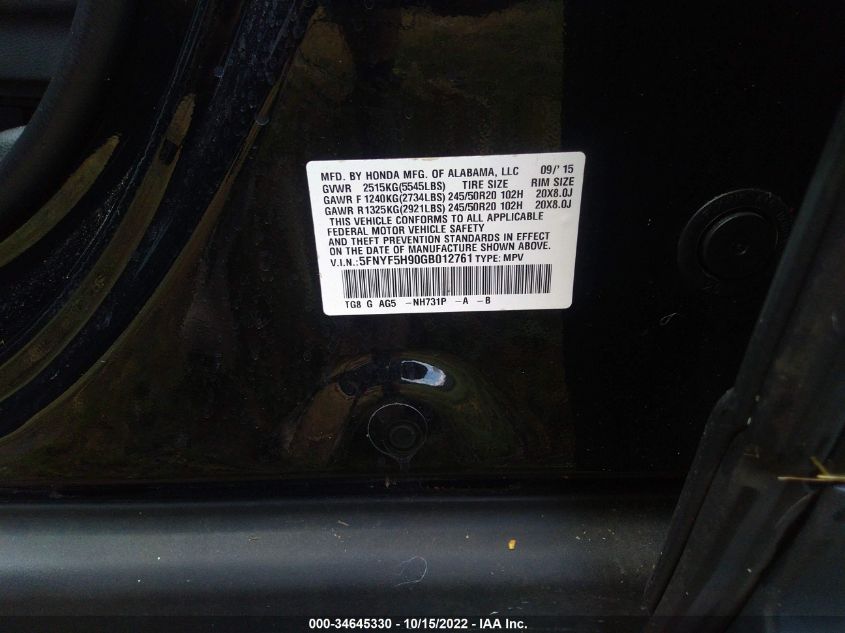 MFD. BY HONDA MFG. OF ALABAMA, LLC 09/' 15
GVWR 2515KG(5545LBS) TIRE SIZE RIM SIZE
GAWR F 1240KG(2734LBS) 245/50R20 102H 20X8.0J
GAWR R1325KG(2921LBS) 245/50R20 102H 20X8.0J
THIS VEHICLE CONFORMS TO ALL APPLICABLE
FEDERAL MOTOR VEHICLE SAFETY
AND THEFT PREVENTION STANDARDS IN EFFECT
ON THE DATE OF MANUFACTURE SHOWN ABOVE.
V.I.N.:5FNYF5H90GB012761 TYPE: MPV
TG8 G AG5 -NH731P -A -B
000-34645330 - 10/15/2022 - IAA Inc.